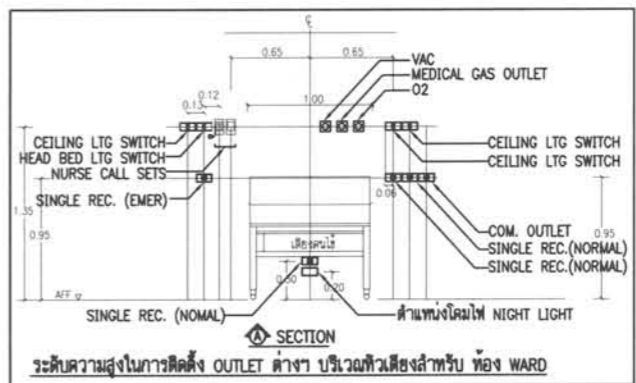 ℄
0.65 0.65
VAC
MEDICAL GAS OUTLET
1.00
O2
0.12
0.13
CEILING LTG SWITCH
CEILING LTG SWITCH
HEAD BED LTG SWITCH
CEILING LTG SWITCH
NURSE CALL SETS
SINGLE REC. (EMER)
0.06
1.35
0.95
COM. OUTLET
0.95
SINGLE REC.(NORMAL)
เตียงคนไข้
SINGLE REC.(NORMAL)
0.30
0.20
AFF
SINGLE REC. (NOMAL)
ตำแหน่งโคมไฟ NIGHT LIGHT
A SECTION
ระดับความสูงในการติดตั้ง OUTLET ต่างๆ บริเวณหัวเตียงสำหรับ ห้อง WARD